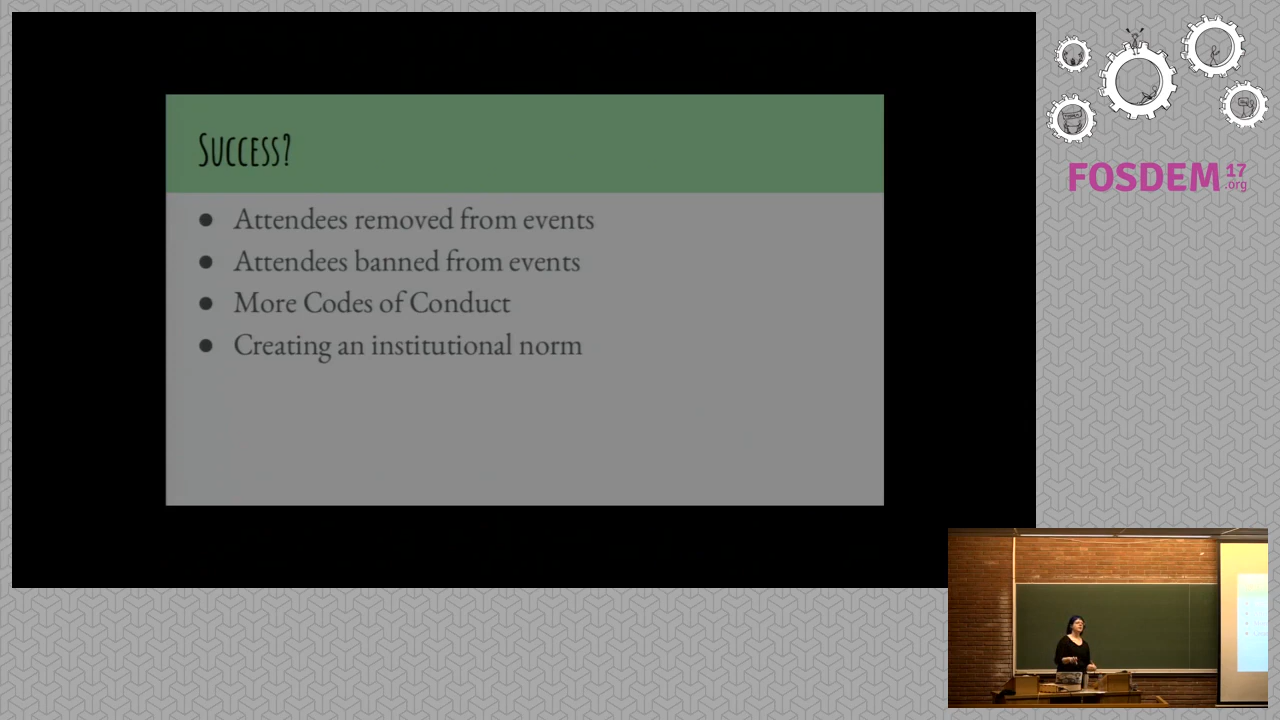 Success?
● Attendees removed from events
● Attendees banned from events
● More Codes of Conduct
● Creating an institutional norm
FOSDEM 17 .org